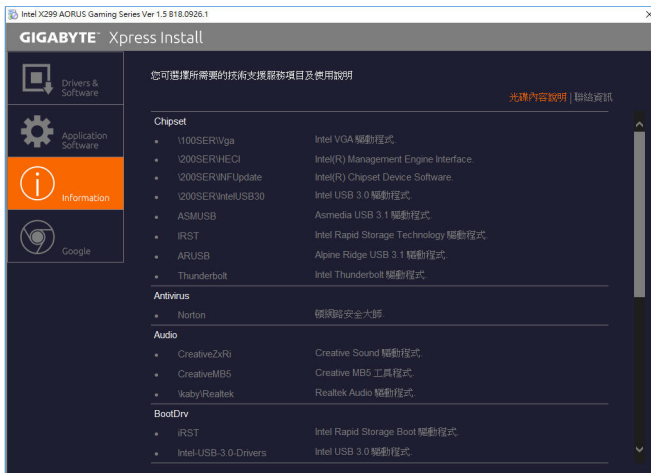 Intel X299 AORUS Gaming Series Ver 1.5 B18.0926.1
GIGABYTE™ Xpress Install
Drivers &
Software
Application
Software
Information
Google
您可選擇所需要的技術支援服務項目及使用說明
光碟內容說明 | 聯絡資訊
Chipset
\100SER\Vga Intel VGA 驅動程式.
\200SER\HECI Intel(R) Management Engine Interface.
\200SER\INFUpdate Intel(R) Chipset Device Software.
\200SER\IntelUSB30 Intel USB 3.0 驅動程式.
ASMUSB Asmedia USB 3.1 驅動程式.
IRST Intel Rapid Storage Technology 驅動程式.
ARUSB Alpine Ridge USB 3.1 驅動程式.
Thunderbolt Intel Thunderbolt 驅動程式.
Antivirus
Norton 頓網路安全大師
Audio
CreativeZxRi Creative Sound 驅動程式.
CreativeMB5 Creative MB5 工具程式.
\kaby\Realtek Realtek Audio 驅動程式.
BootDrv
iRST Intel Rapid Storage Boot 驅動程式.
Intel-USB-3.0-Drivers Intel USB 3.0 驅動程式.